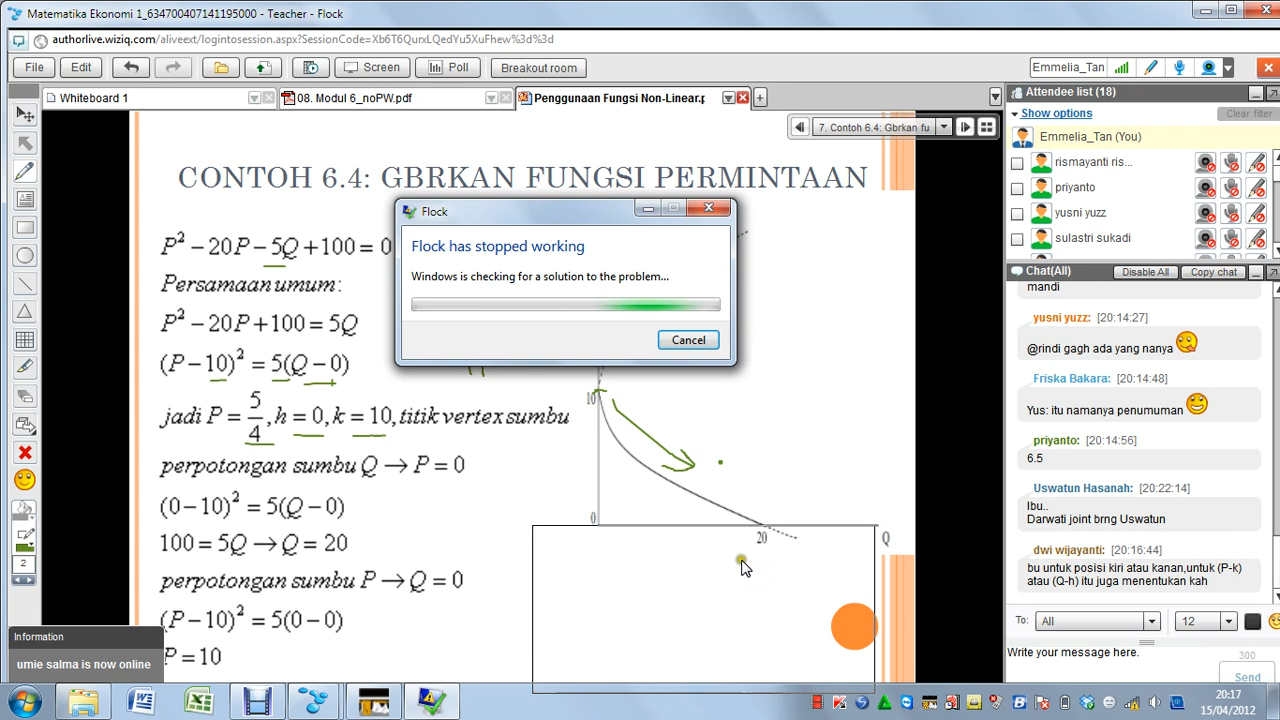 Matematika Ekonomi 1_634700407141195000 - Teacher - Flock
authorlive.wiziq.com/aliveext/logintosession.aspx?SessionCode=Xb6T6QurxLQedYu5XuFhew%3d%3d
File Edit Screen Poll Breakout room Emmelia_Tan
Whiteboard 1 08. Modul 6_noPW.pdf Penggunaan Fungsi Non-Linear.p
7. Contoh 6.4: Gbrkan fu
CONTOH 6.4: GBRKAN FUNGSI PERMINTAAN
P² − 20P − 5Q + 100 = 0
Persamaan umum :
P² − 20P + 100 = 5Q
(P − 10)² = 5(Q − 0)
jadi P = 5/4, h = 0, k = 10, titik vertex sumbu
perpotongan sumbu Q → P = 0
(0 − 10)² = 5(Q − 0)
100 = 5Q → Q = 20
perpotongan sumbu P → Q = 0
(P − 10)² = 5(0 − 0)
P = 10
10
0
20
Q
Flock
Flock has stopped working
Windows is checking for a solution to the problem...
Cancel
2
Information
umie salma is now online
Attendee list (18)
Show options Clear filter
Emmelia_Tan (You)
rismayanti ris...
priyanto
yusni yuzz
sulastri sukadi
Chat(All) Disable All Copy chat
mandi
yusni yuzz: [20:14:27]
@rindi gagh ada yang nanya
Friska Bakara: [20:14:48]
Yus: itu namanya penumuman
priyanto: [20:14:56]
6.5
Uswatun Hasanah: [20:22:14]
Ibu..
Darwati joint brng Uswatun
dwi wijayanti: [20:16:44]
bu untuk posisi kiri atau kanan,untuk (P-k)
atau (Q-h) itu juga menentukan kah
To: All 12
Write your message here. 300
Send
20:17
15/04/2012